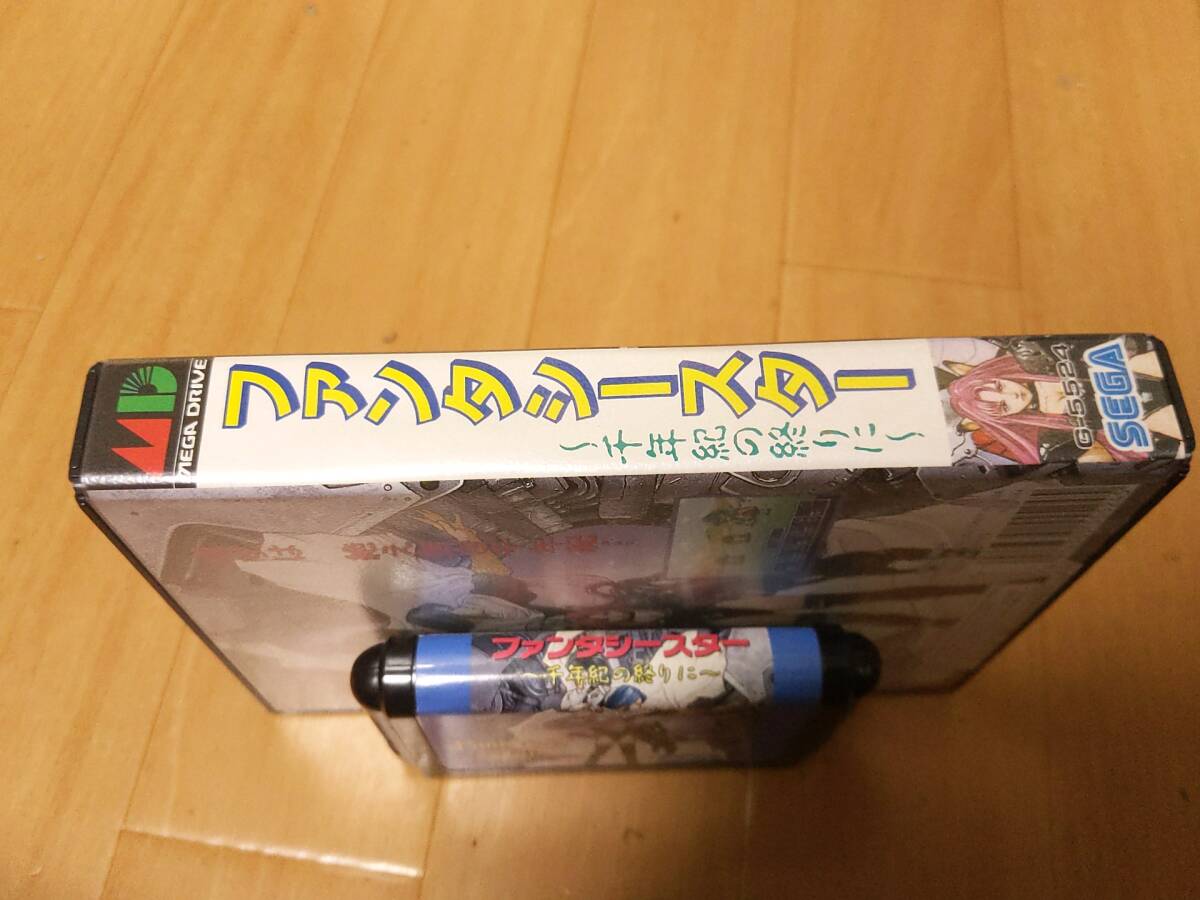 MD
MEGA DRIVE
ファンタシースター
～千年紀の終りに～
G-5524
SEGA
ファンタシースター
～千年紀の終りに～